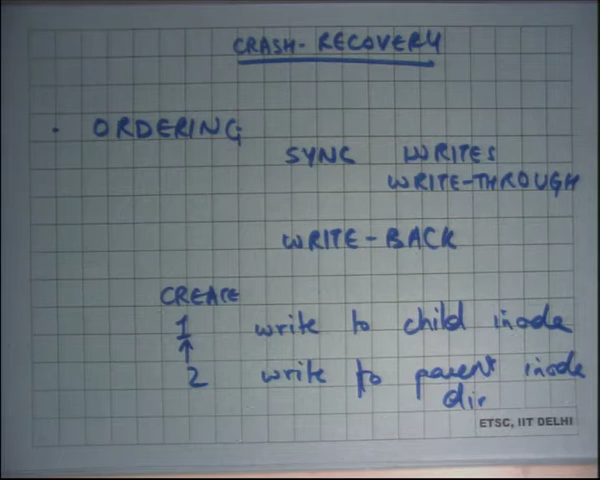 CRASH- RECOVERY
· ORDERING
SYNC WRITES
WRITE-THROUGH
WRITE-BACK
CREATE
1 write to child inode
↑
2 write to parent inode
dir
ETSC, IIT DELHI